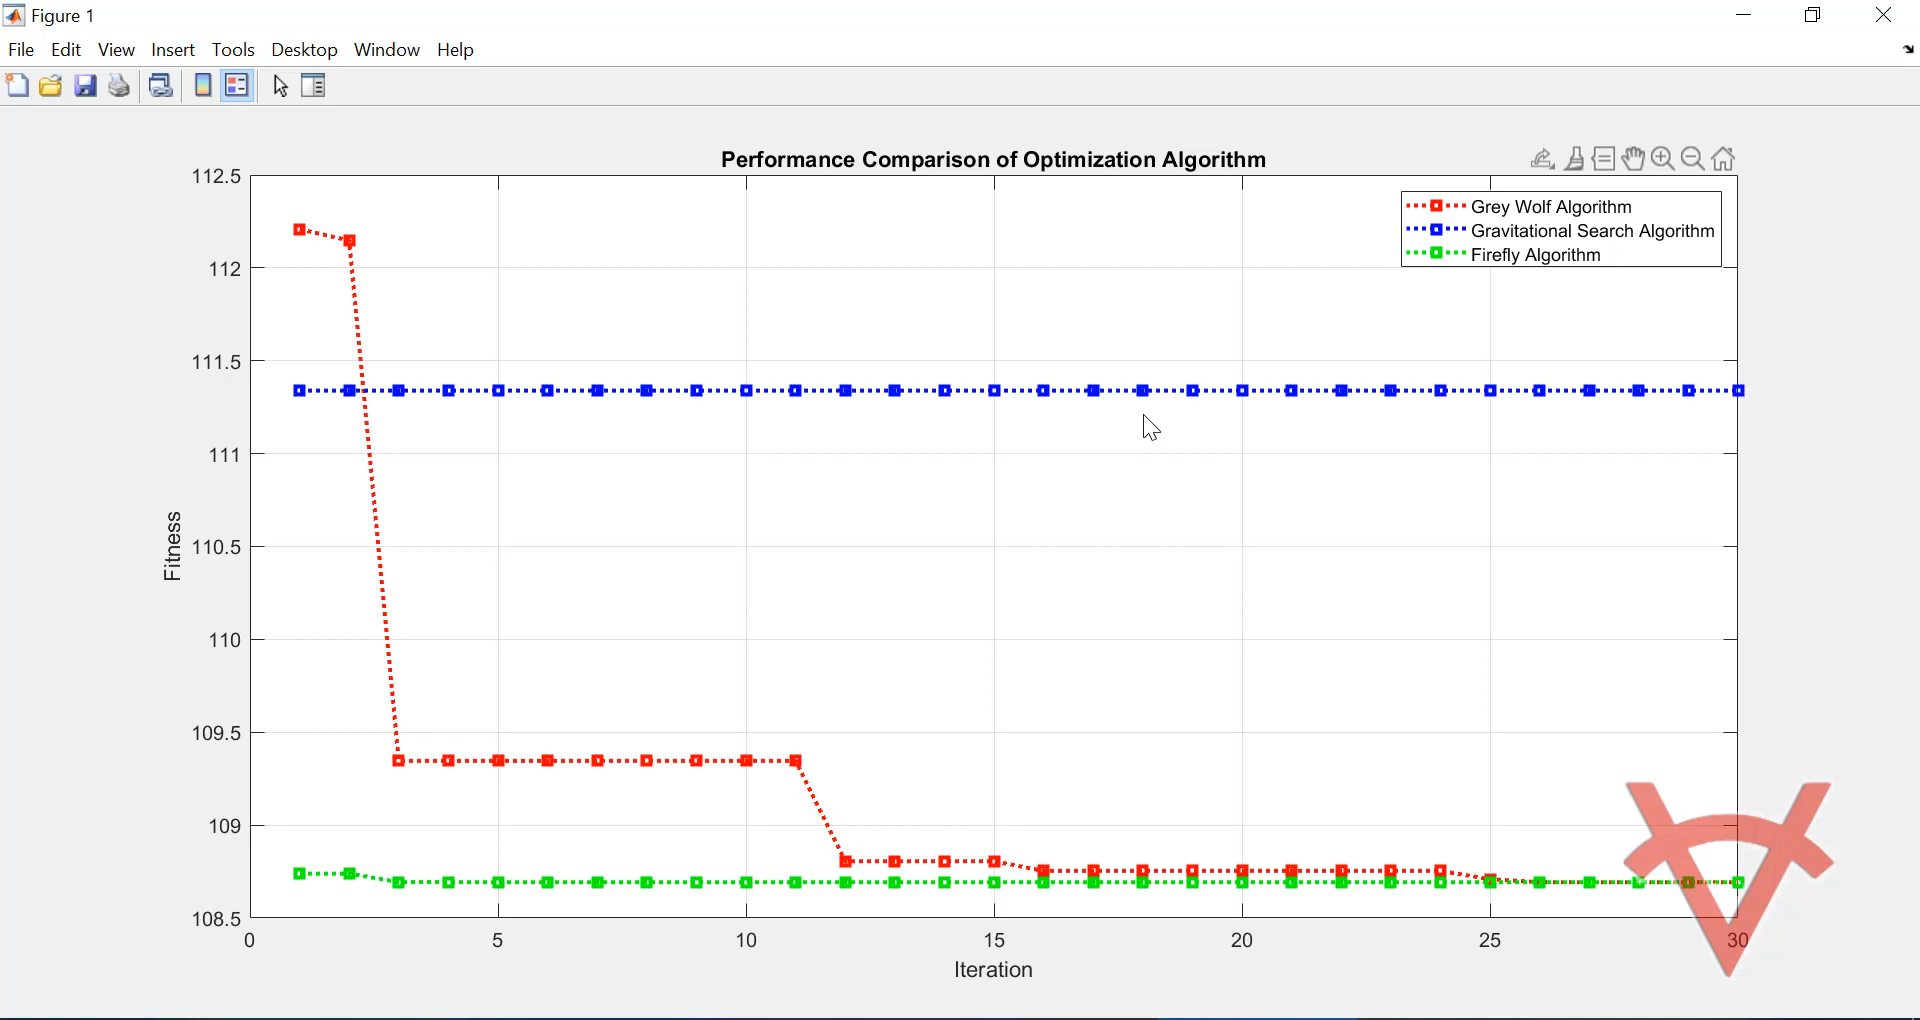 Figure 1
File Edit View Insert Tools Desktop Window Help
Performance Comparison of Optimization Algorithm
Grey Wolf Algorithm
Gravitational Search Algorithm
Firefly Algorithm
112.5
112
111.5
111
110.5
110
109.5
109
108.5
Fitness
0 5 10 15 20 25 30
Iteration